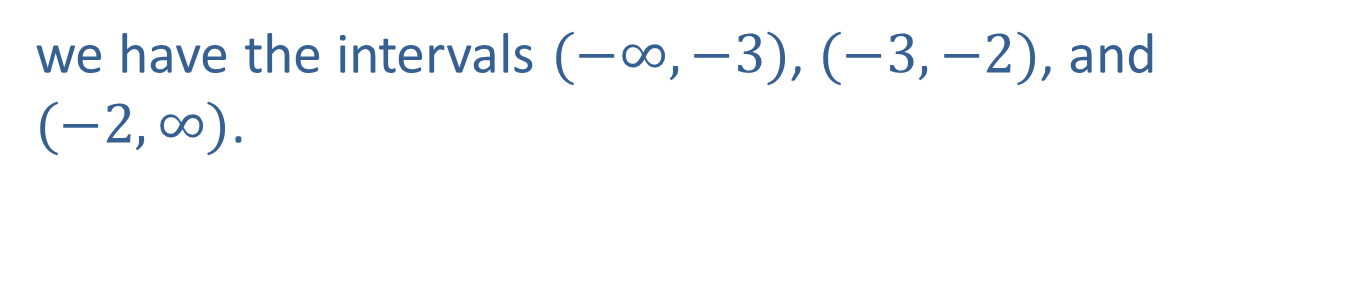 we have the intervals (−∞, −3), (−3, −2), and
(−2, ∞).